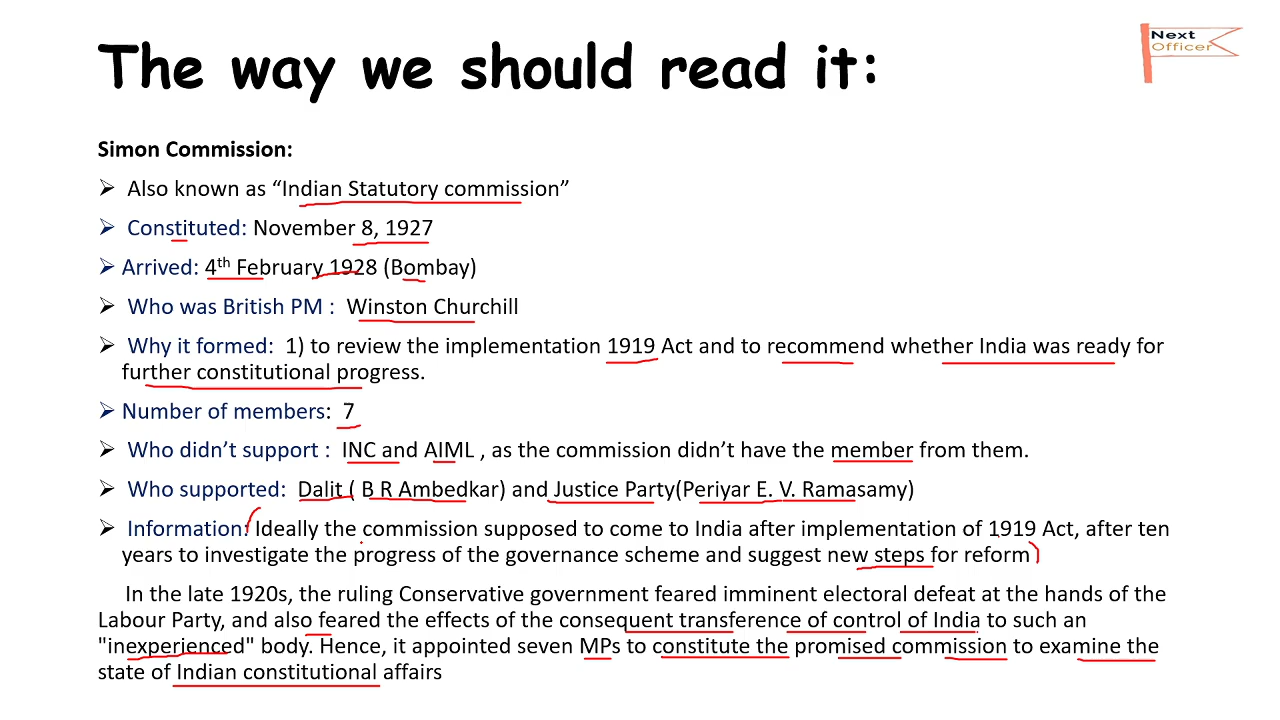 The way we should read it:
Next
Officer
Simon Commission:
➢ Also known as “Indian Statutory commission”
➢ Constituted: November 8, 1927
➢ Arrived: 4th February 1928 (Bombay)
➢ Who was British PM : Winston Churchill
➢ Why it formed: 1) to review the implementation 1919 Act and to recommend whether India was ready for
further constitutional progress.
➢ Number of members: 7
➢ Who didn’t support : INC and AIML , as the commission didn’t have the member from them.
➢ Who supported: Dalit ( B R Ambedkar) and Justice Party(Periyar E. V. Ramasamy)
➢ Information: Ideally the commission supposed to come to India after implementation of 1919 Act, after ten
years to investigate the progress of the governance scheme and suggest new steps for reform
In the late 1920s, the ruling Conservative government feared imminent electoral defeat at the hands of the
Labour Party, and also feared the effects of the consequent transference of control of India to such an
"inexperienced" body. Hence, it appointed seven MPs to constitute the promised commission to examine the
state of Indian constitutional affairs